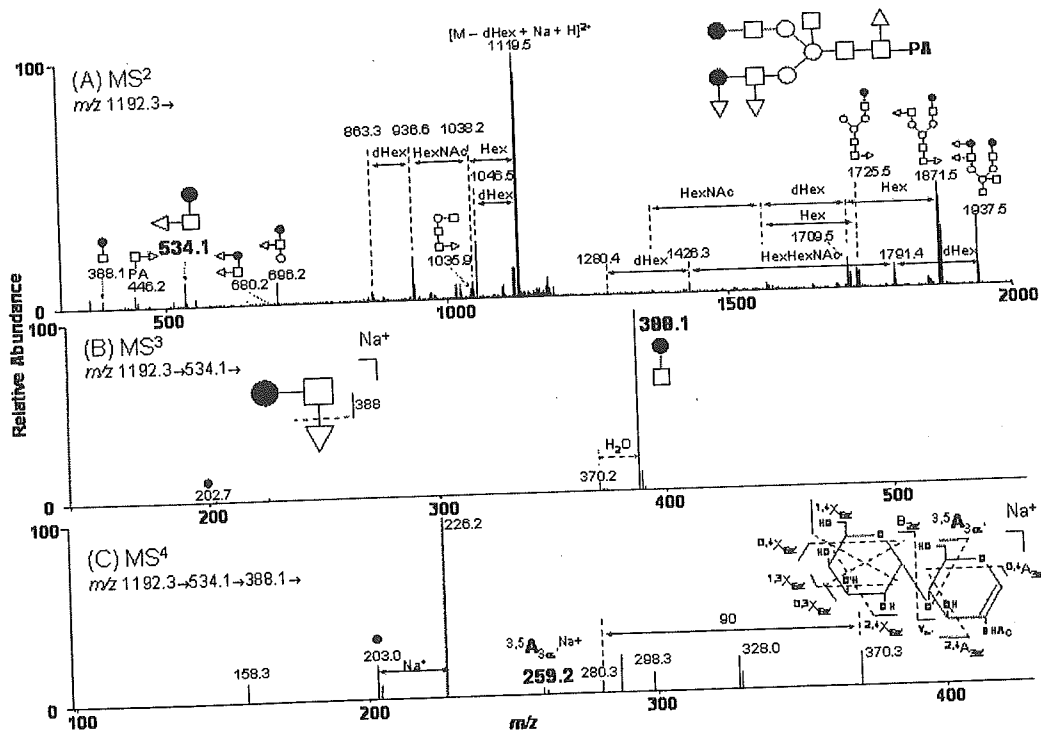 [M – dHex + Na + H]²⁺
1119.5
100
(A) MS²
m/z 1192.3→
PA
863.3
936.6
1038.2
dHex
HexNAc
Hex
1046.5
dHex
534.1
388.1
PA
446.2
680.2
696.2
1035.9
HexNAc
dHex
Hex
Hex
1725.5
1871.5
1937.5
1709.5
1280.4
dHex
1426.3
HexHexNAc
1791.4
dHex
0
500
1000
1500
2000
Relative Abundance
100
(B) MS³
m/z 1192.3→534.1→
Na⁺
388
H₂O
370.2
202.7
0
200
300
400
500
100
(C) MS⁴
m/z 1192.3→534.1→388.1→
226.2
203.0
Na⁺
158.3
3,5A3α' Na⁺
259.2
280.3
90
298.3
328.0
370.3
B2α'
3,5A3α'
Na⁺
HO
OH
0
100
200
300
400
m/z